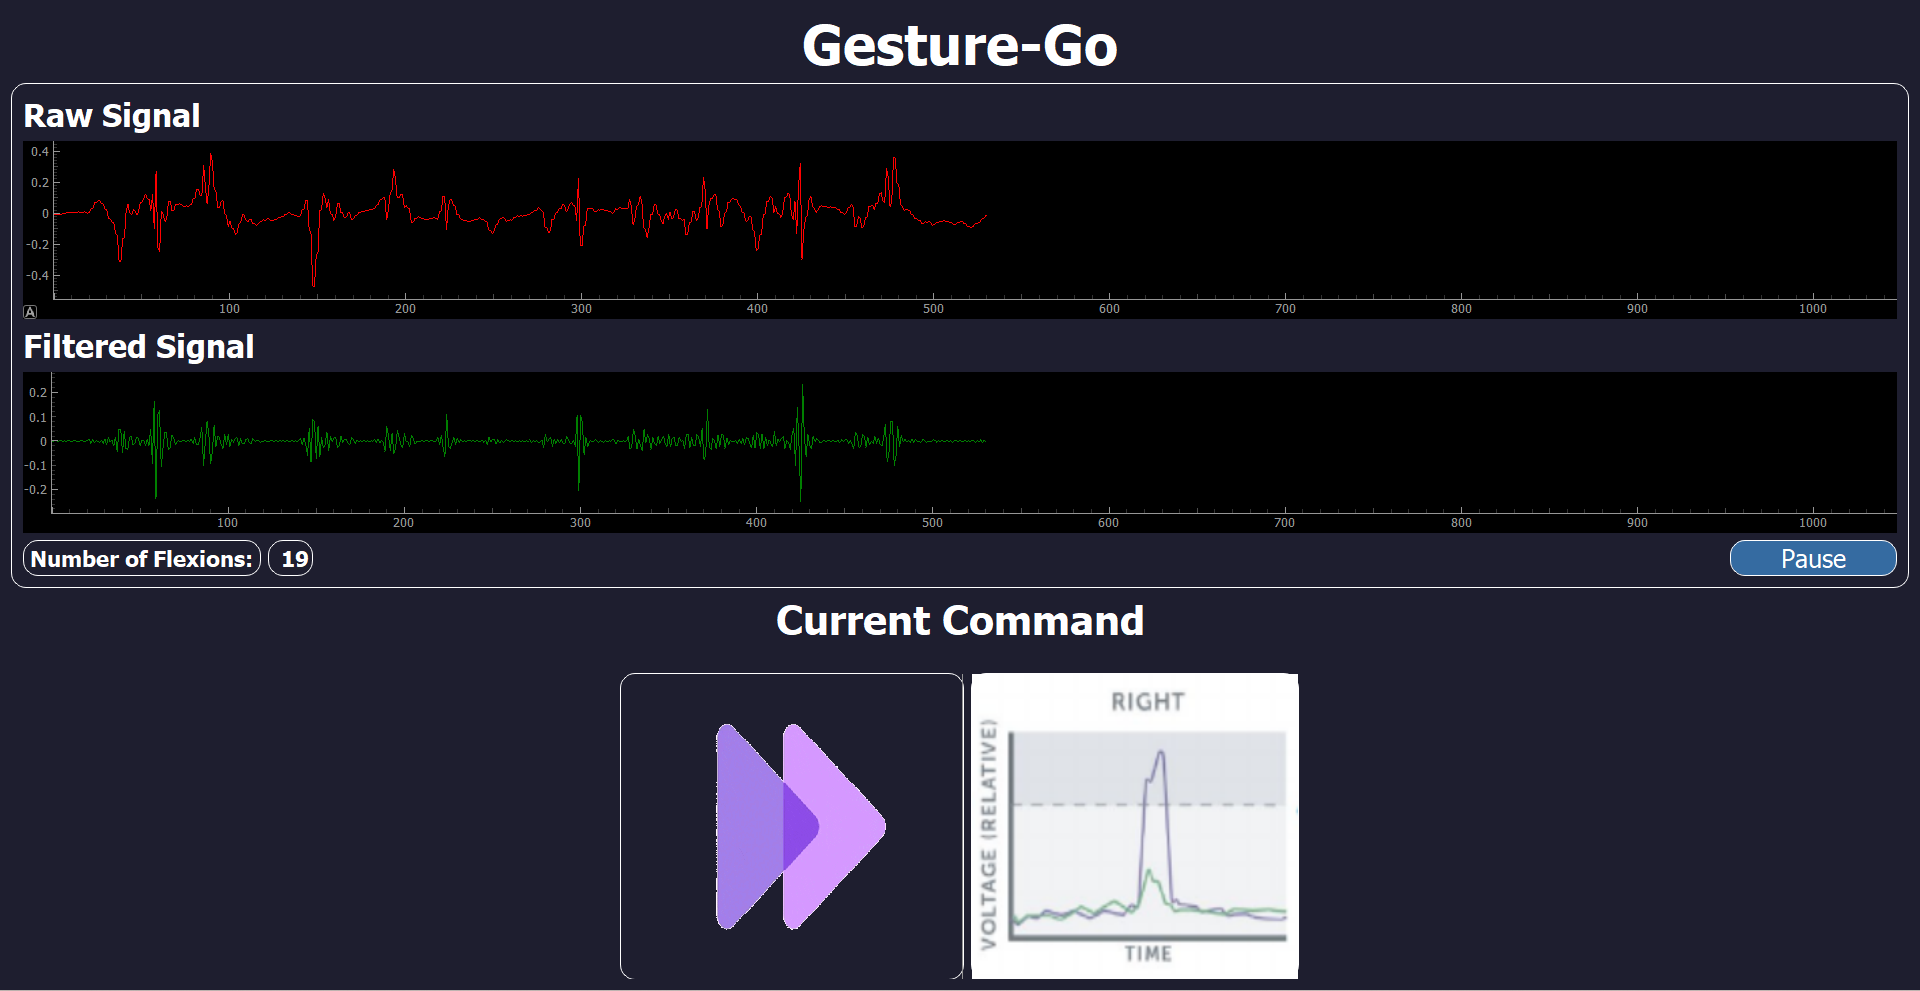 Gesture-Go
Raw Signal
0.4
0.2
0
-0.2
-0.4
100 200 300 400 500 600 700 800 900 1000
A
Filtered Signal
0.2
0.1
0
-0.1
-0.2
100 200 300 400 500 600 700 800 900 1000
Number of Flexions: 19
Pause
Current Command
RIGHT
VOLTAGE (RELATIVE)
TIME